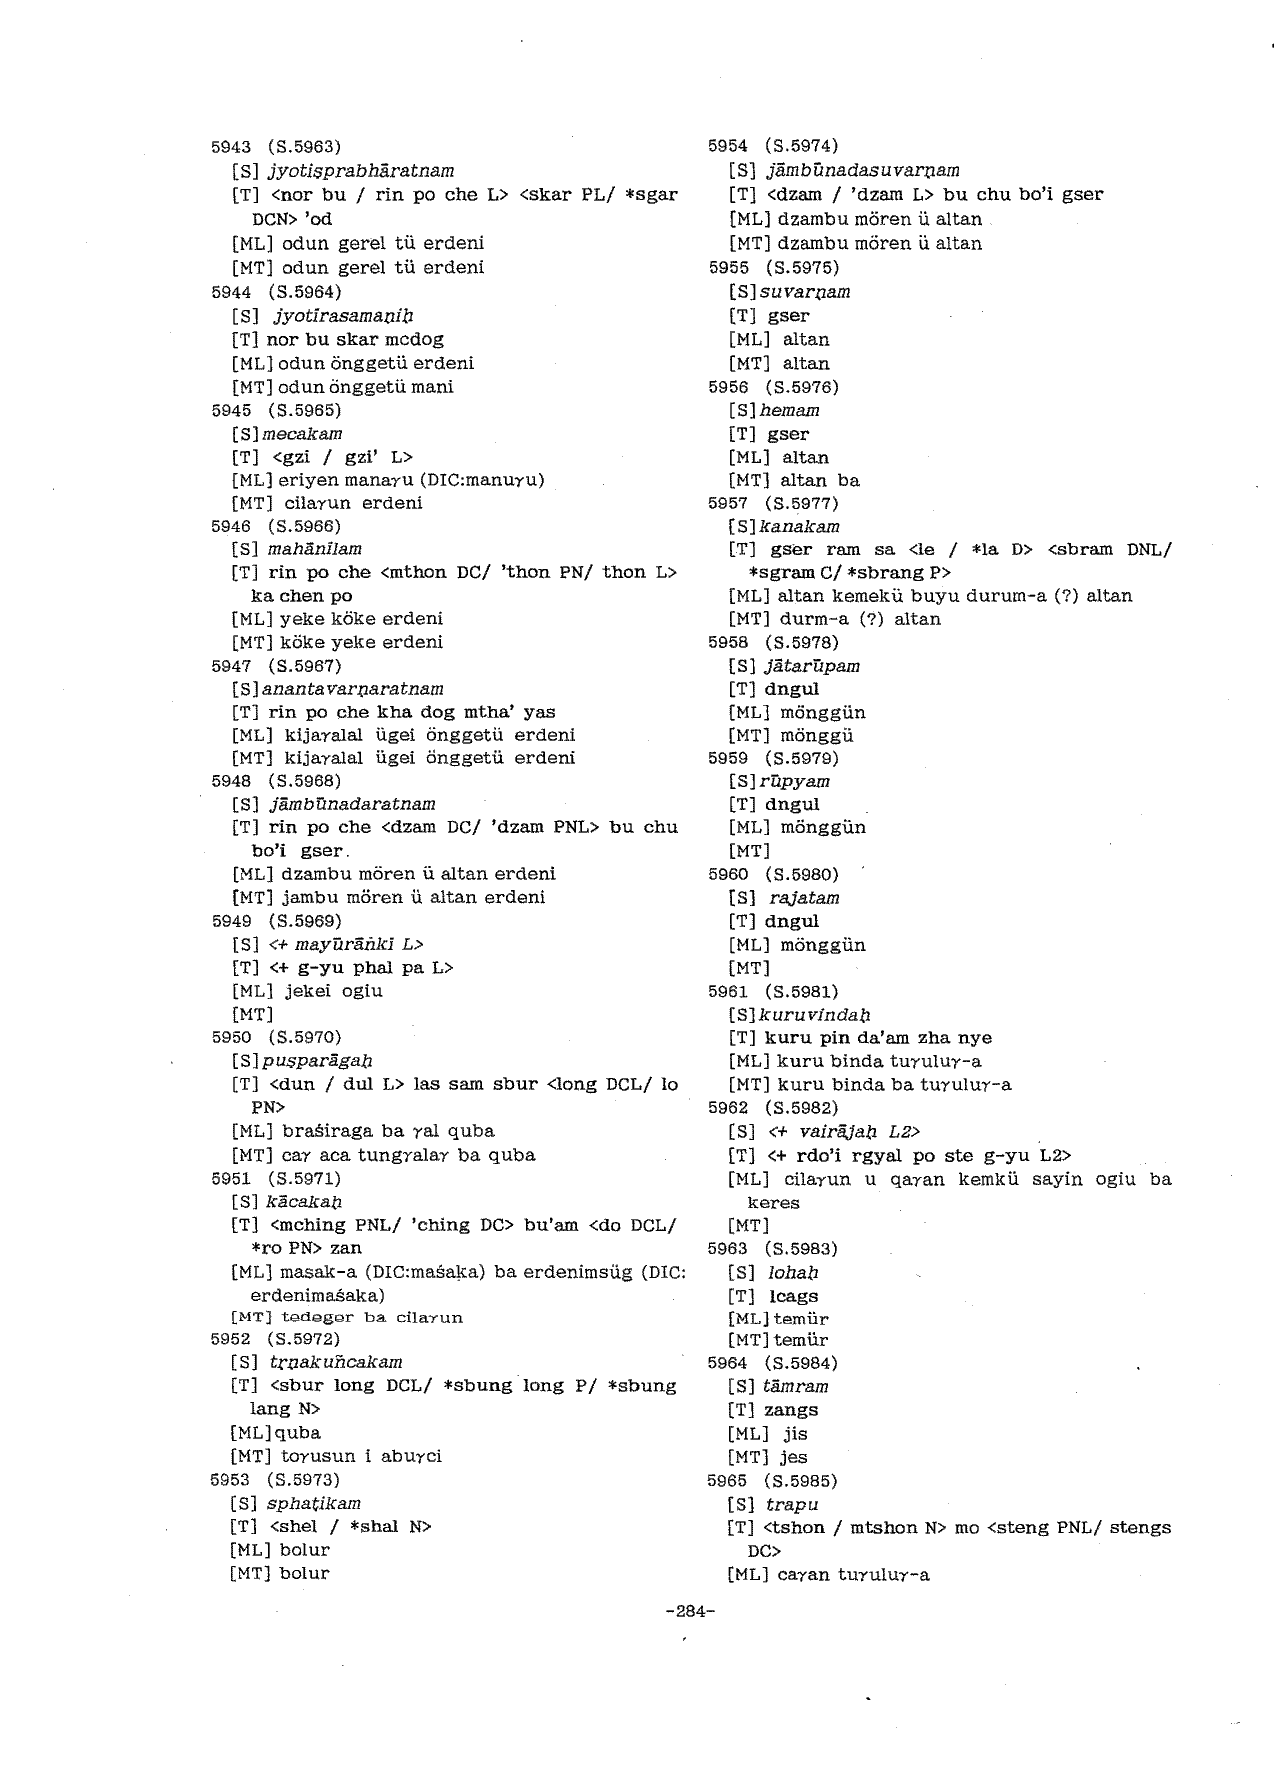 5943 (S.5963)
[S] jyotiṣprabhāratnam
[T] <nor bu / rin po che L> <skar PL/ *sgar
DCN> 'od
[ML] odun gerel tü erdeni
[MT] odun gerel tü erdeni
5944 (S.5964)
[S] jyotīrasamaṇiḥ
[T] nor bu skar mcdog
[ML] odun önggetü erdeni
[MT] odun önggetü mani
5945 (S.5965)
[S] mecakam
[T] <gzi / gzi' L>
[ML] eriyen manaγu (DIC:manuγu)
[MT] cilaγun erdeni
5946 (S.5966)
[S] mahānīlam
[T] rin po che <mthon DC/ 'thon PN/ thon L>
ka chen po
[ML] yeke köke erdeni
[MT] köke yeke erdeni
5947 (S.5967)
[S] anantavarṇaratnam
[T] rin po che kha dog mtha' yas
[ML] kijaγalal ügei önggetü erdeni
[MT] kijaγalal ügei önggetü erdeni
5948 (S.5968)
[S] jāmbūnadaratnam
[T] rin po che <dzam DC/ 'dzam PNL> bu chu
bo'i gser.
[ML] dzambu mören ü altan erdeni
[MT] jambu mören ü altan erdeni
5949 (S.5969)
[S] <+ mayūrāṅki L>
[T] <+ g-yu phal pa L>
[ML] jekei ogiu
[MT]
5950 (S.5970)
[S] puṣparāgaḥ
[T] <dun / dul L> las sam sbur <long DCL/ lo
PN>
[ML] braśiraga ba γal quba
[MT] caγ aca tungγalaγ ba quba
5951 (S.5971)
[S] kācakaḥ
[T] <mching PNL/ 'ching DC> bu'am <do DCL/
*ro PN> zan
[ML] masak-a (DIC:maśaka) ba erdenimsüg (DIC:
erdenimaśaka)
[MT] tedeger ba cilaγun
5952 (S.5972)
[S] tṛṇakuñcakam
[T] <sbur long DCL/ *sbung long P/ *sbung
lang N>
[ML] quba
[MT] toγusun i abuγci
5953 (S.5973)
[S] sphaṭikam
[T] <shel / *shal N>
[ML] bolur
[MT] bolur
5954 (S.5974)
[S] jāmbūnadasuvarṇam
[T] <dzam / 'dzam L> bu chu bo'i gser
[ML] dzambu mören ü altan
[MT] dzambu mören ü altan
5955 (S.5975)
[S] suvarṇam
[T] gser
[ML] altan
[MT] altan
5956 (S.5976)
[S] hemam
[T] gser
[ML] altan
[MT] altan ba
5957 (S.5977)
[S] kanakam
[T] gser ram sa <le / *la D> <sbram DNL/
*sgram C/ *sbrang P>
[ML] altan kemekü buyu durum-a (?) altan
[MT] durm-a (?) altan
5958 (S.5978)
[S] jātarūpam
[T] dngul
[ML] mönggün
[MT] mönggü
5959 (S.5979)
[S] rūpyam
[T] dngul
[ML] mönggün
[MT]
5960 (S.5980)
[S] rajatam
[T] dngul
[ML] mönggün
[MT]
5961 (S.5981)
[S] kuruvindaḥ
[T] kuru pin da'am zha nye
[ML] kuru binda tuγuluγ-a
[MT] kuru binda ba tuγuluγ-a
5962 (S.5982)
[S] <+ vairājaḥ L2>
[T] <+ rdo'i rgyal po ste g-yu L2>
[ML] cilaγun u qaγan kemkü sayin ogiu ba
keres
[MT]
5963 (S.5983)
[S] lohaḥ
[T] lcags
[ML] temür
[MT] temür
5964 (S.5984)
[S] tāmram
[T] zangs
[ML] jis
[MT] jes
5965 (S.5985)
[S] trapu
[T] <tshon / mtshon N> mo <steng PNL/ stengs
DC>
[ML] caγan tuγuluγ-a
-284-